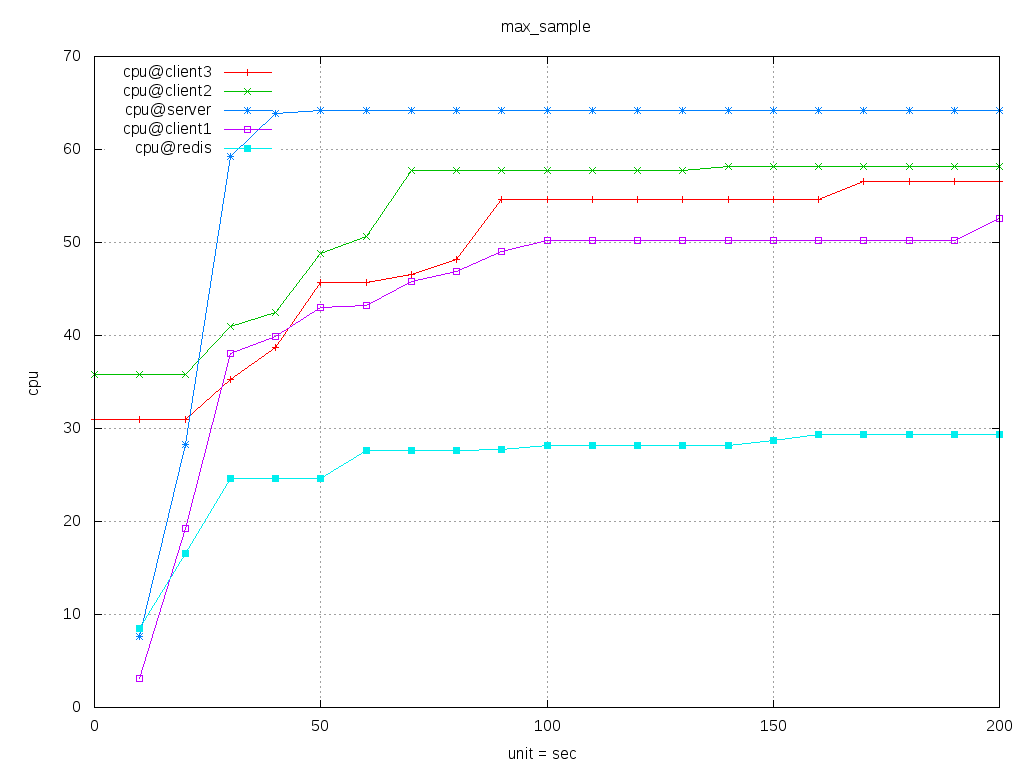 max_sample
70
60
50
40
30
20
10
0
cpu
cpu@client3
cpu@client2
cpu@server
cpu@client1
cpu@redis
0 50 100 150 200
unit = sec